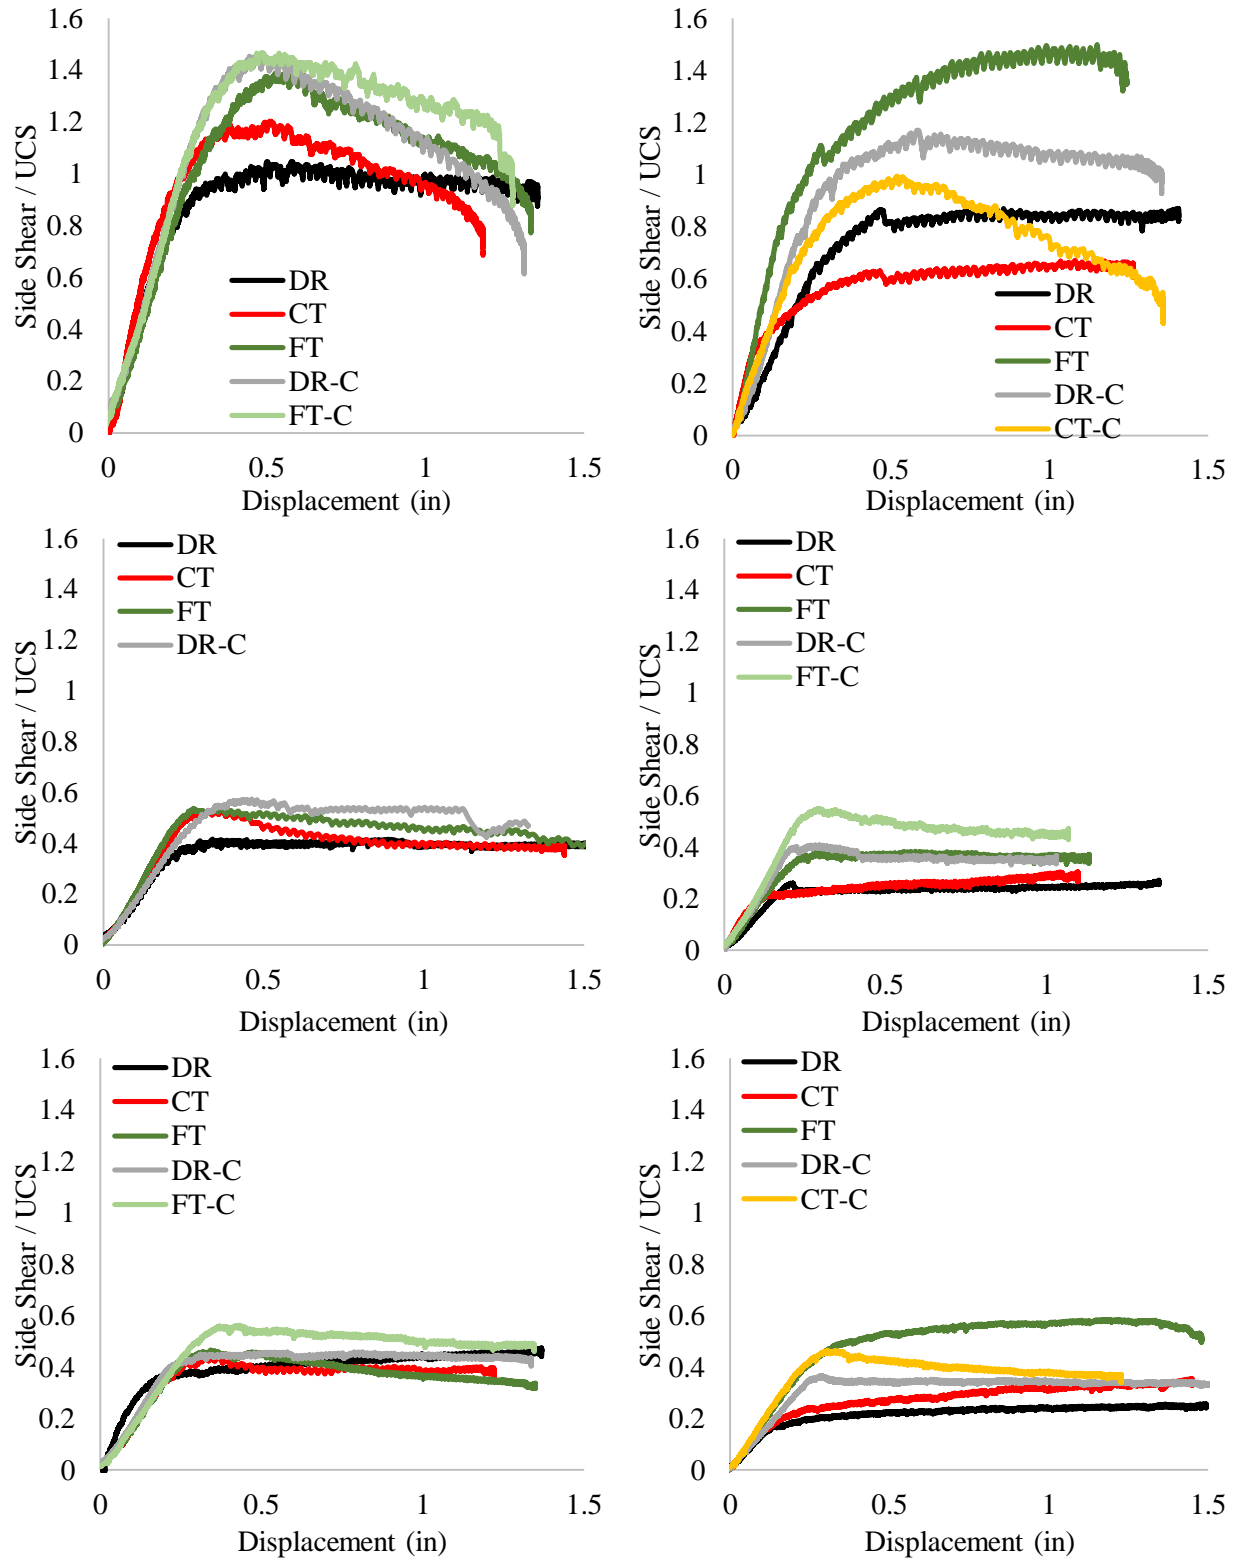 1.6
1.4
1.2
1
0.8
0.6
0.4
0.2
0
Side Shear / UCS
DR
CT
FT
DR-C
FT-C
0 0.5 1 1.5
Displacement (in)
1.6
1.4
1.2
1
0.8
0.6
0.4
0.2
0
Side Shear / UCS
DR
CT
FT
DR-C
CT-C
0 0.5 1 1.5
Displacement (in)
1.6
1.4
1.2
1
0.8
0.6
0.4
0.2
0
Side Shear / UCS
DR
CT
FT
DR-C
0 0.5 1 1.5
Displacement (in)
1.6
1.4
1.2
1
0.8
0.6
0.4
0.2
0
Side Shear / UCS
DR
CT
FT
DR-C
FT-C
0 0.5 1 1.5
Displacement (in)
1.6
1.4
1.2
1
0.8
0.6
0.4
0.2
0
Side Shear / UCS
DR
CT
FT
DR-C
FT-C
0 0.5 1 1.5
Displacement (in)
1.6
1.4
1.2
1
0.8
0.6
0.4
0.2
0
Side Shear / UCS
DR
CT
FT
DR-C
CT-C
0 0.5 1 1.5
Displacement (in)